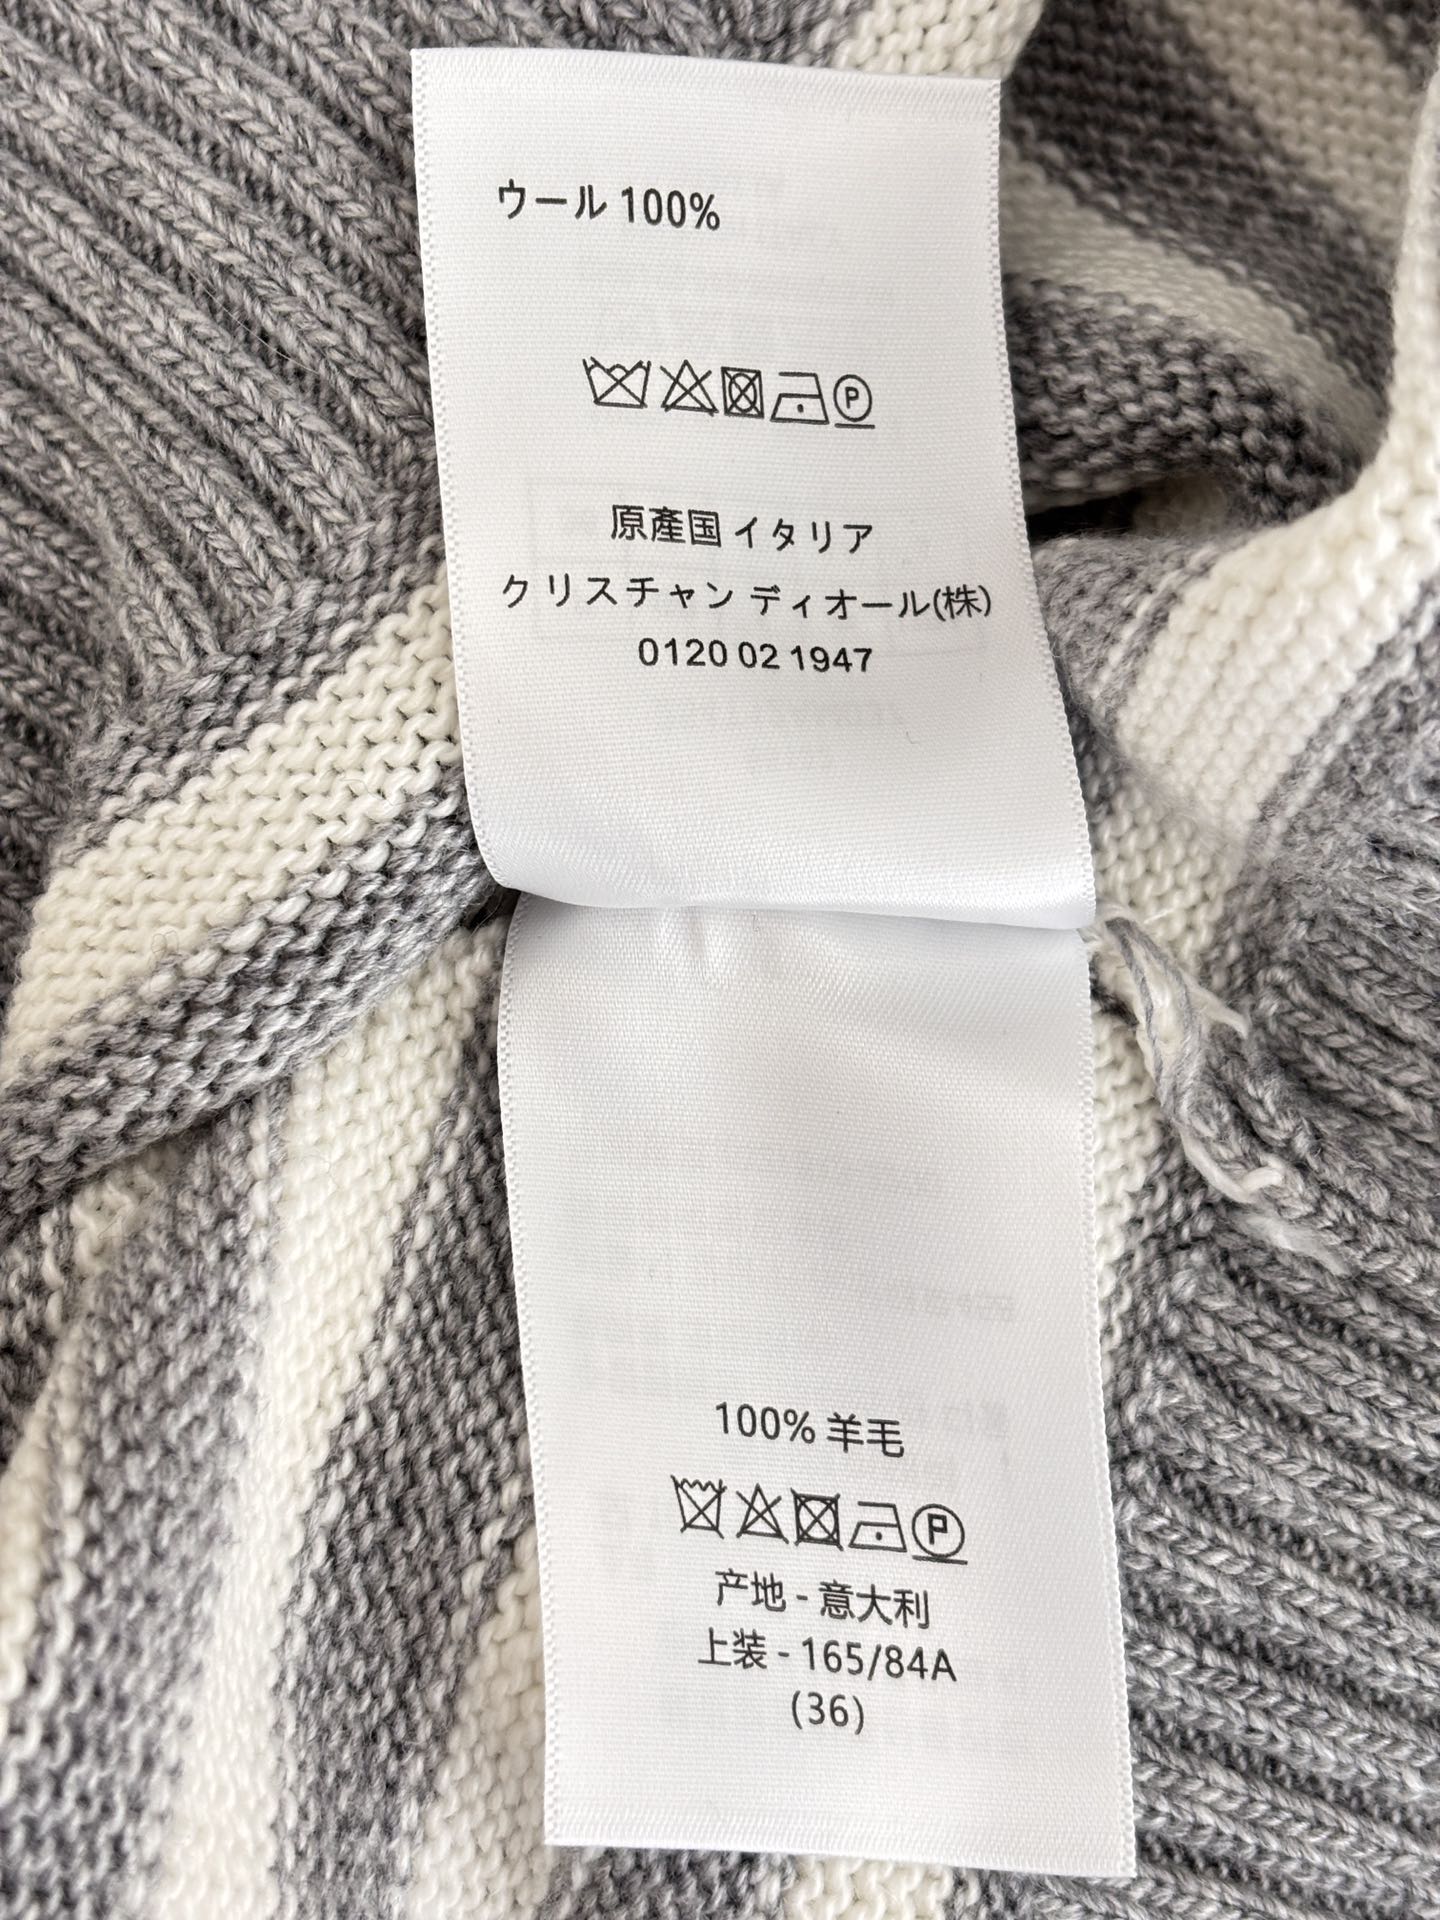 ウール 100%
P
原產国 イタリア
クリスチャン ディオール(株)
0120 02 1947
100% 羊毛
P
产地 - 意大利
上装 - 165/84A
(36)